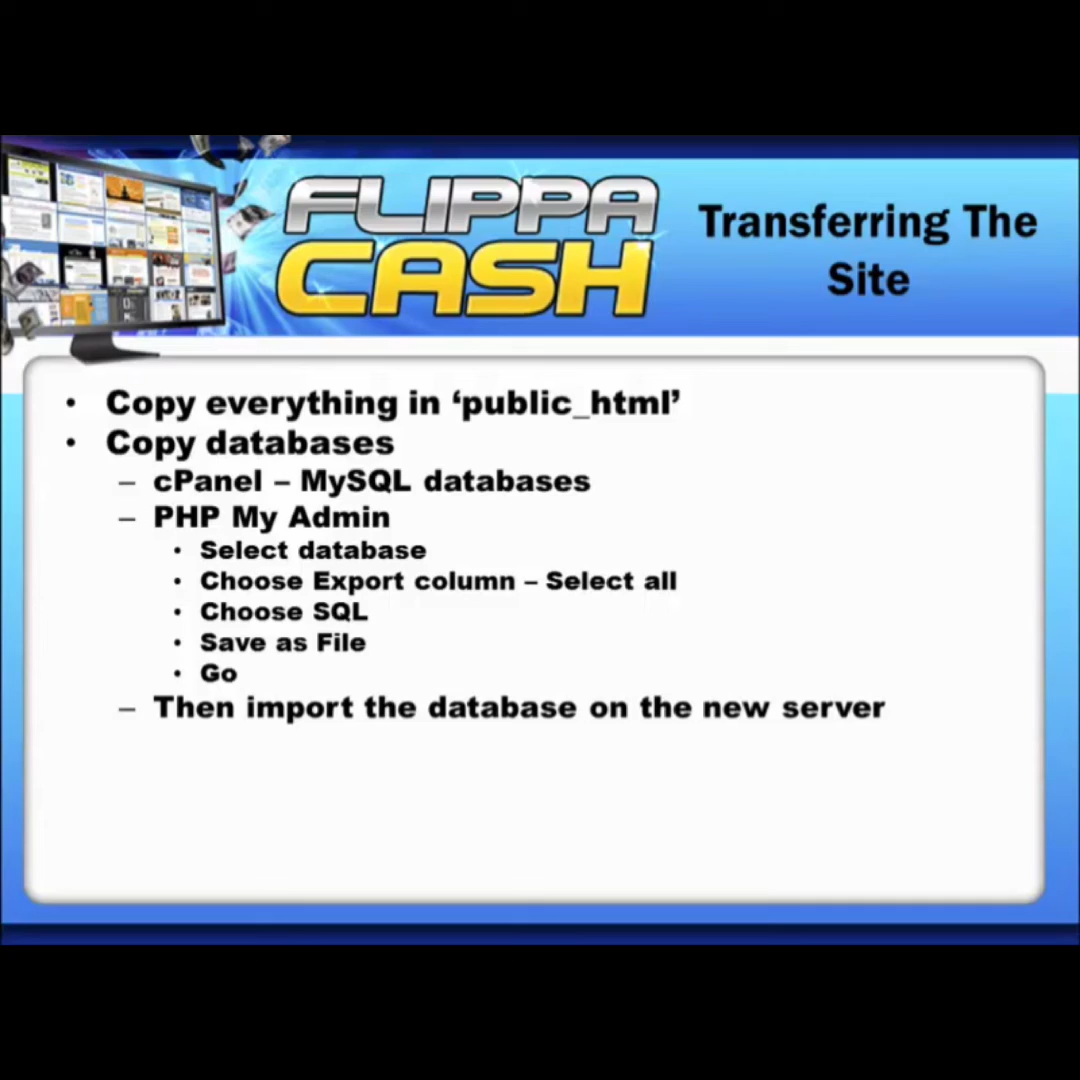 FLIPPA
CASH
Transferring The
Site
• Copy everything in ‘public_html’
• Copy databases
– cPanel – MySQL databases
– PHP My Admin
• Select database
• Choose Export column – Select all
• Choose SQL
• Save as File
• Go
– Then import the database on the new server